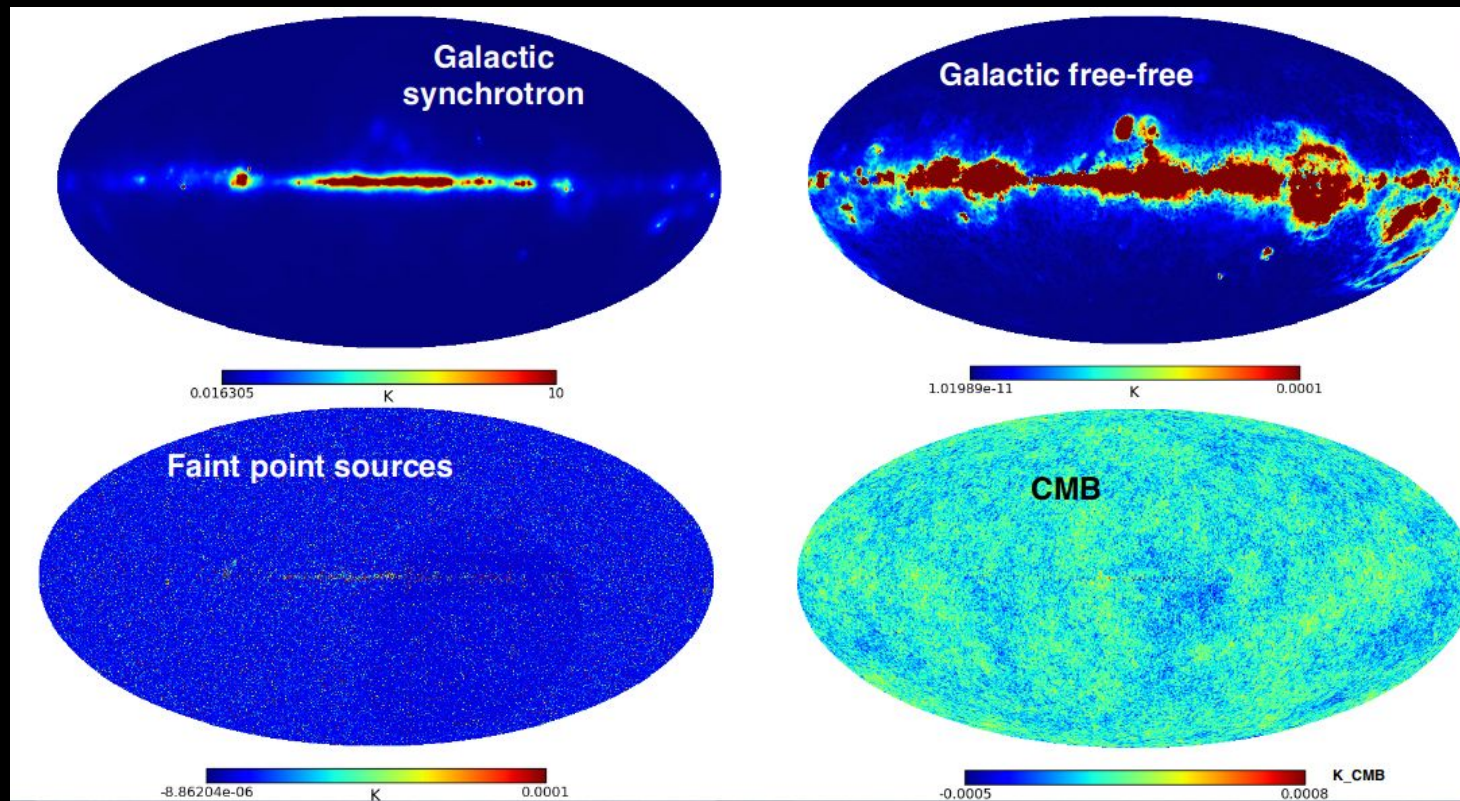 Galactic
synchrotron
0.016305 K 10
Galactic free-free
1.01989e-11 K 0.0001
Faint point sources
-8.86204e-06 K 0.0001
CMB
-0.0005 0.0008 K_CMB